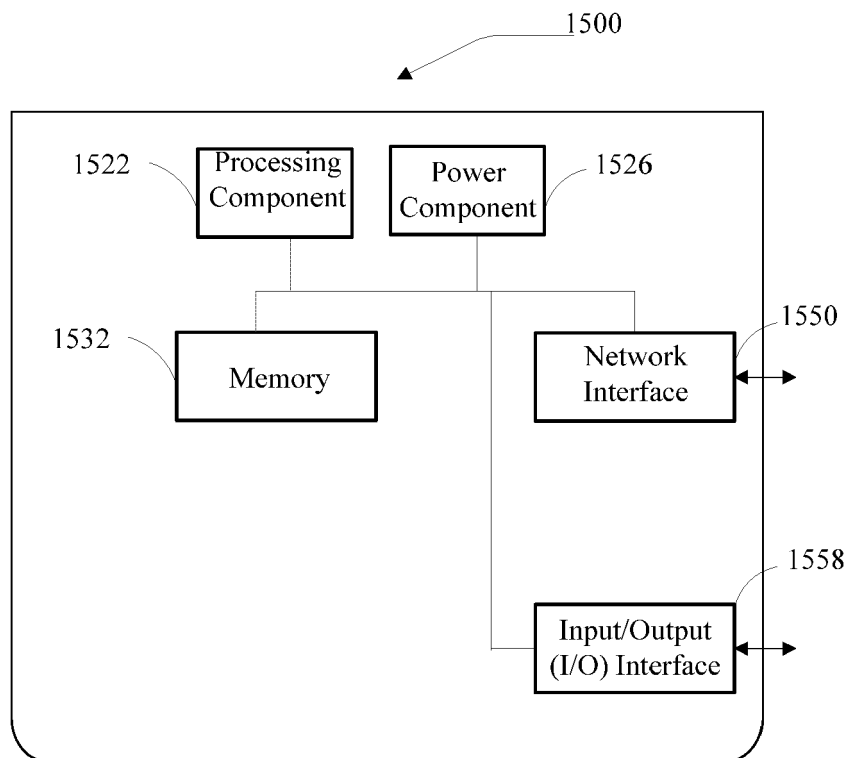 1500
1522
Processing
Component
Power
Component
1526
1532
Memory
Network
Interface
1550
1558
Input/Output
(I/O) Interface